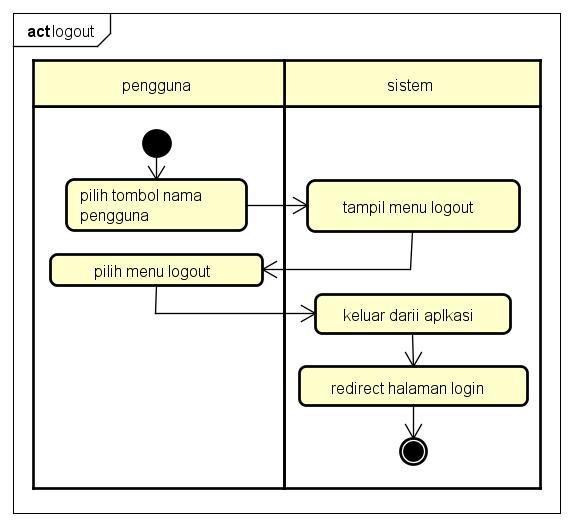 act logout
pengguna
sistem
pilih tombol nama
pengguna
tampil menu logout
pilih menu logout
keluar darii aplkasi
redirect halaman login